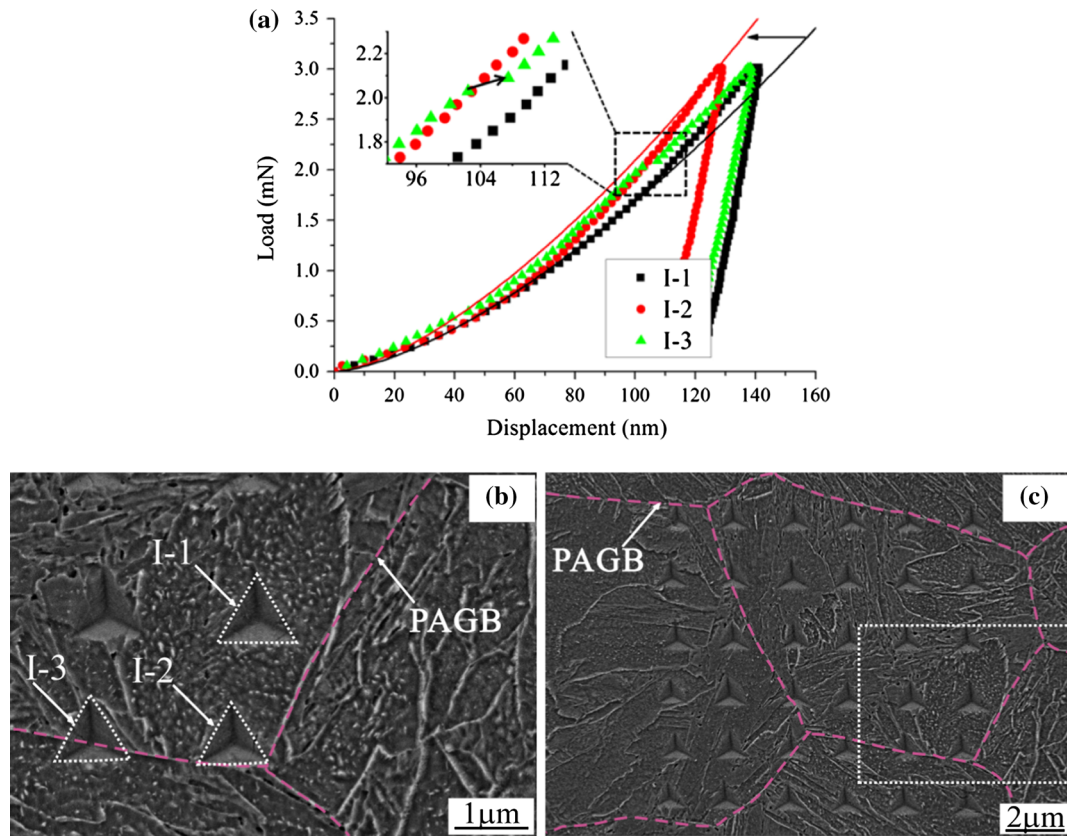 (a)
Load (mN)
3.5
3.0
2.5
2.0
1.5
1.0
0.5
0.0
2.2
2.0
1.8
96 104 112
I-1
I-2
I-3
0 20 40 60 80 100 120 140 160
Displacement (nm)
(b)
I-1
PAGB
I-3
I-2
1μm
(c)
PAGB
2μm